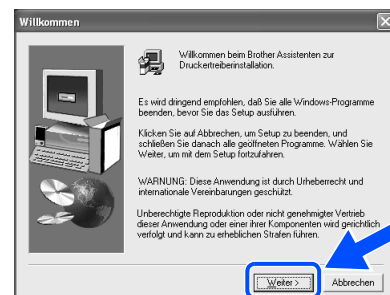 Willkommen
Willkommen beim Brother Assistenten zur
Druckertreiberinstallation.
Es wird dringend empfohlen, daß Sie alle Windows-Programme
beenden, bevor Sie das Setup ausführen.
Klicken Sie auf Abbrechen, um Setup zu beenden, und
schließen Sie danach alle geöffneten Programme. Wählen Sie
Weiter, um mit dem Setup fortzufahren.
WARNUNG: Diese Anwendung ist durch Urheberrecht und
internationale Vereinbarungen geschützt.
Unberechtigte Reproduktion oder nicht genehmigter Vertrieb
dieser Anwendung oder einer ihrer Komponenten wird gerichtlich
verfolgt und kann zu erheblichen Strafen führen.
Weiter > Abbrechen